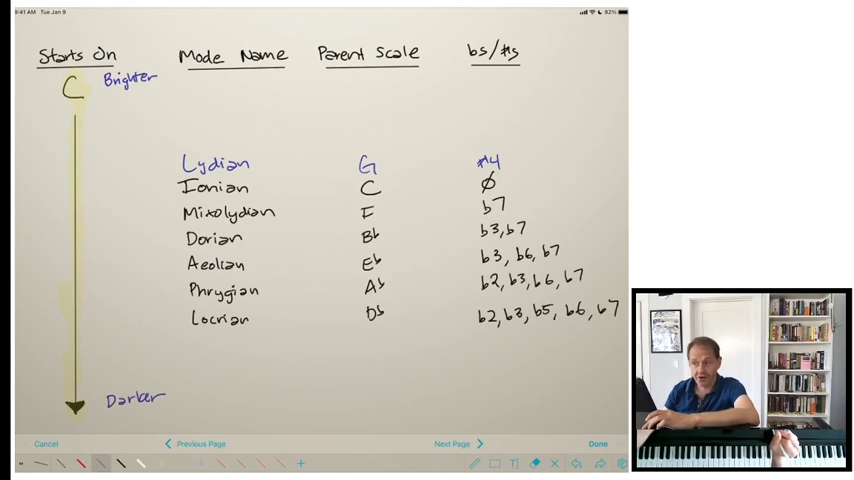 9:41 AM Tue Jan 9
92%
Starts On Mode Name Parent Scale bs/#s
C Brighter
Lydian G #4
Ionian C Ø
Mixolydian F b7
Dorian Bb b3, b7
Aeolian Eb b3, b6, b7
Phrygian Ab b2, b3, b6, b7
Locrian Db b2, b3, b5, b6, b7
Darker
Cancel Previous Page Next Page Done